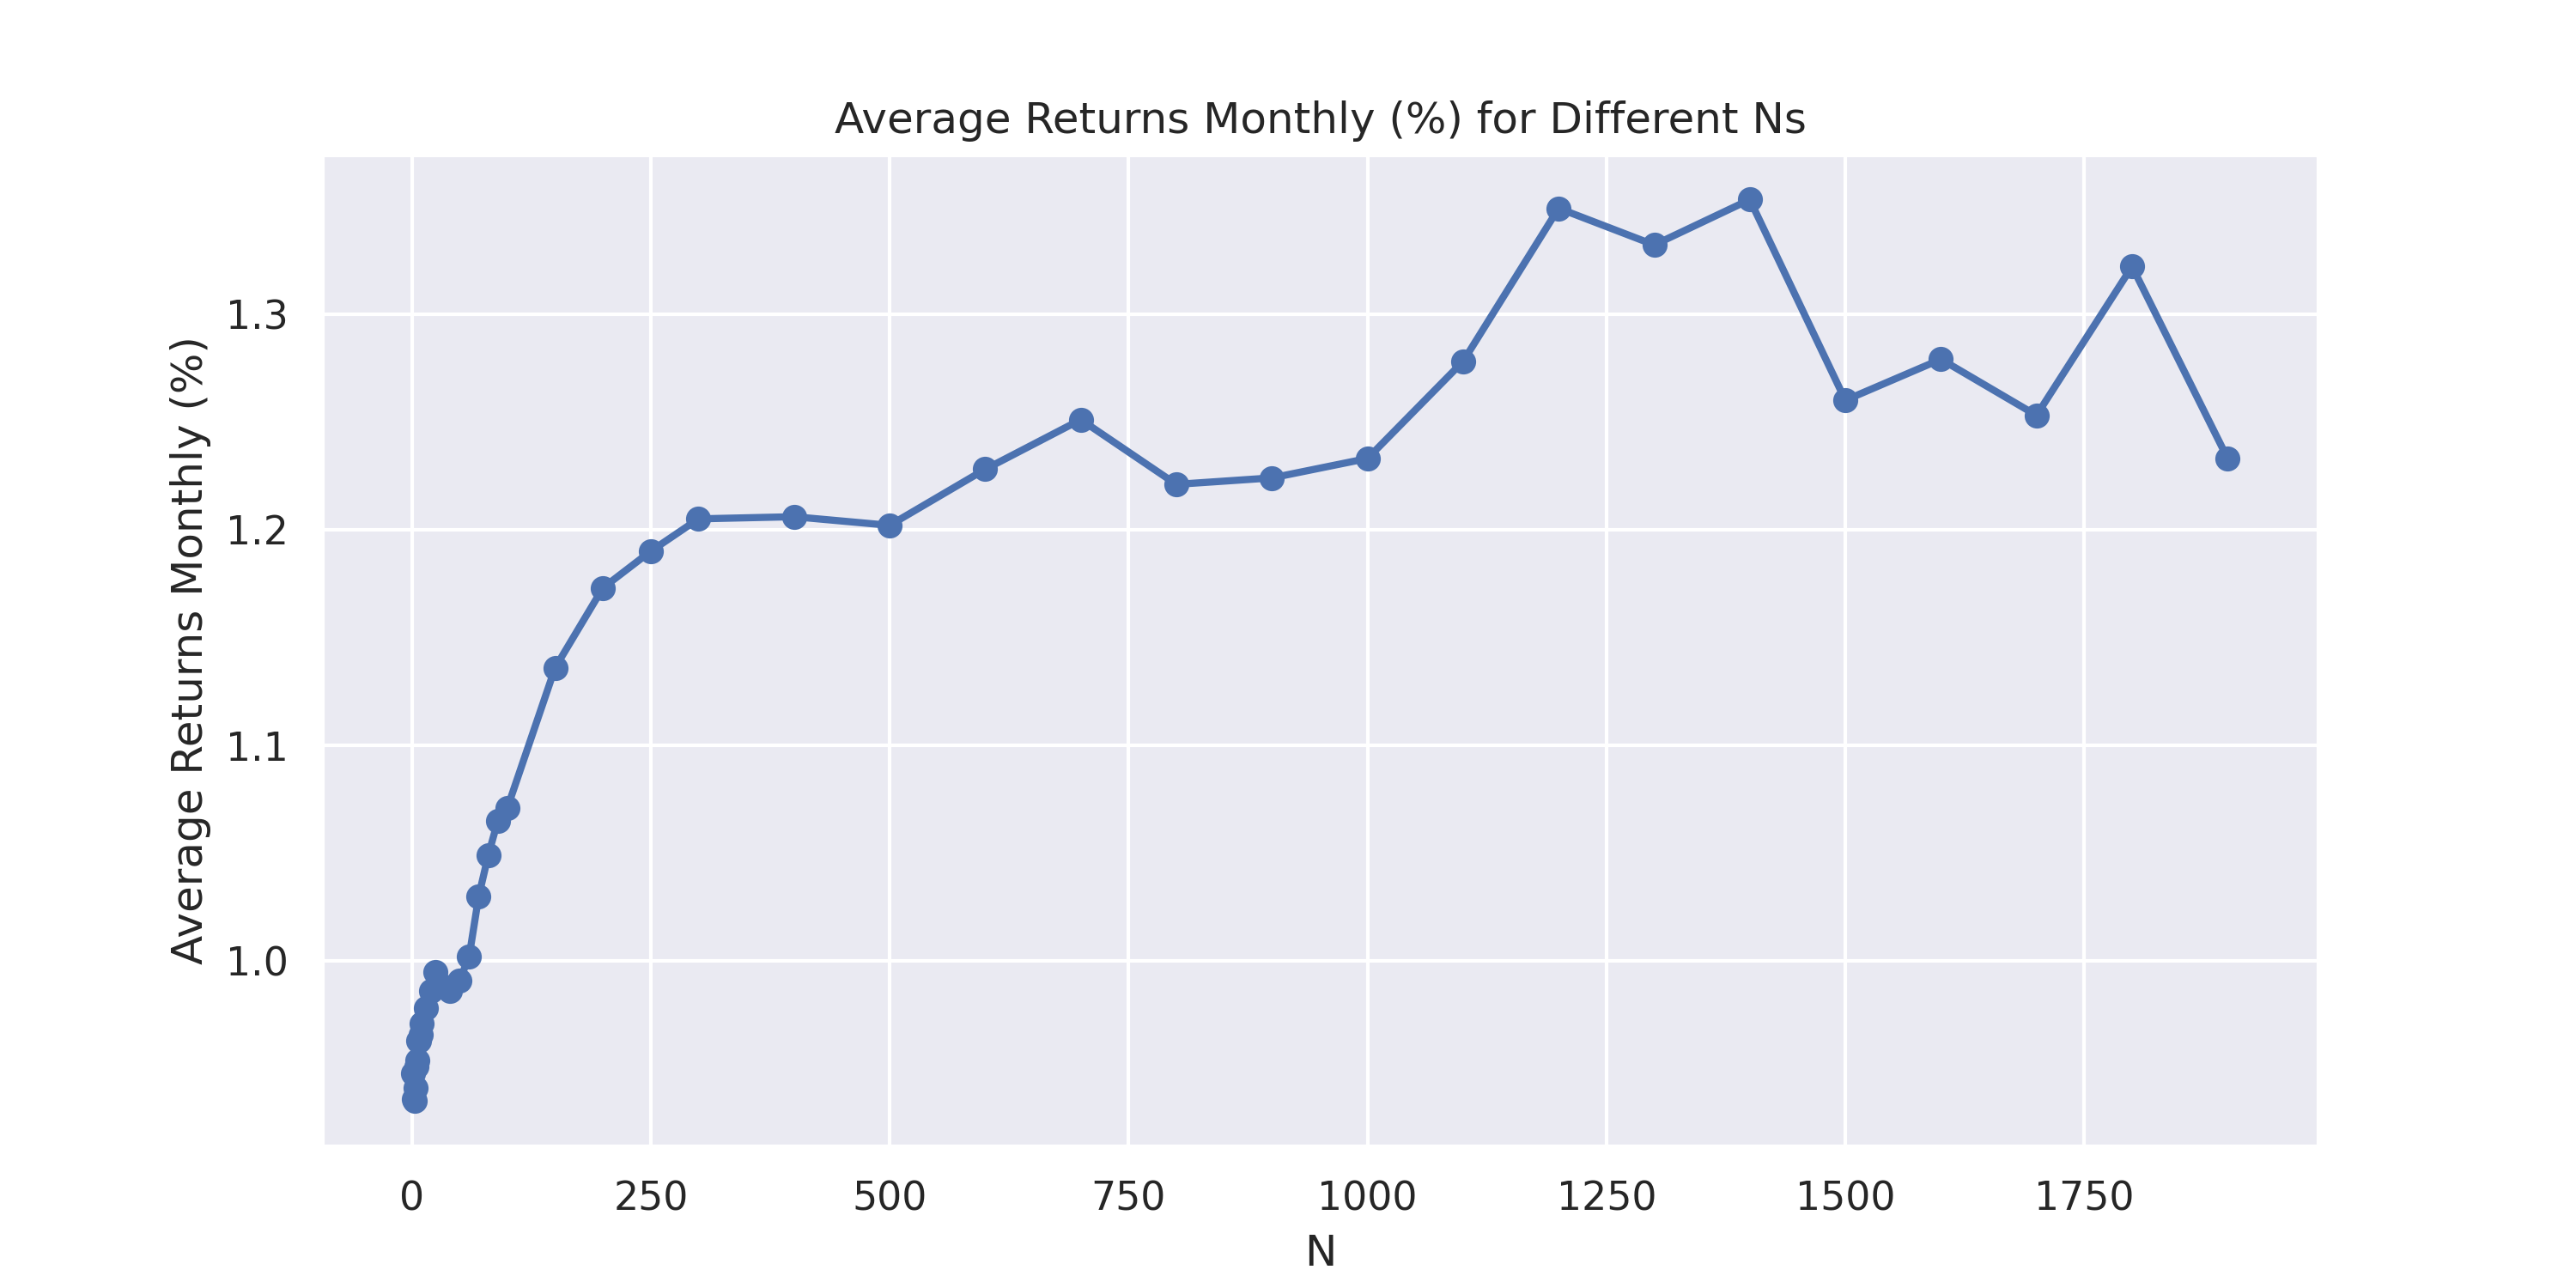 Average Returns Monthly (%) for Different Ns
Average Returns Monthly (%)
1.3
1.2
1.1
1.0
0 250 500 750 1000 1250 1500 1750
N